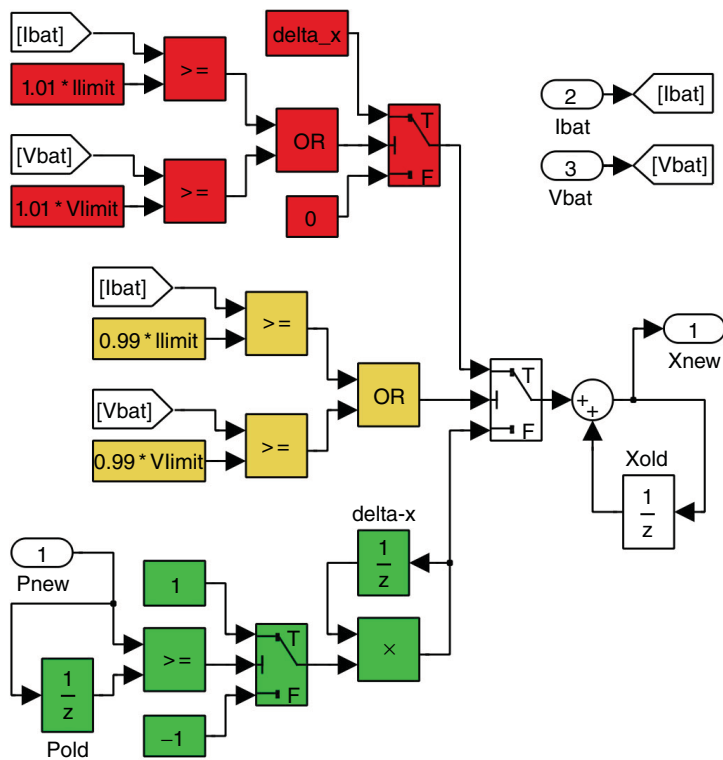 [Ibat]
>=
delta_x
1.01 * Ilimit
T
OR
F
[Vbat]
>=
1.01 * Vlimit
0
2
Ibat
[Ibat]
3
Vbat
[Vbat]
[Ibat]
>=
0.99 * Ilimit
OR
[Vbat]
>=
0.99 * Vlimit
T
F
+
+
1
Xnew
Xold
1
z
delta-x
1
z
1
Pnew
1
>=
T
F
×
1
z
Pold
−1